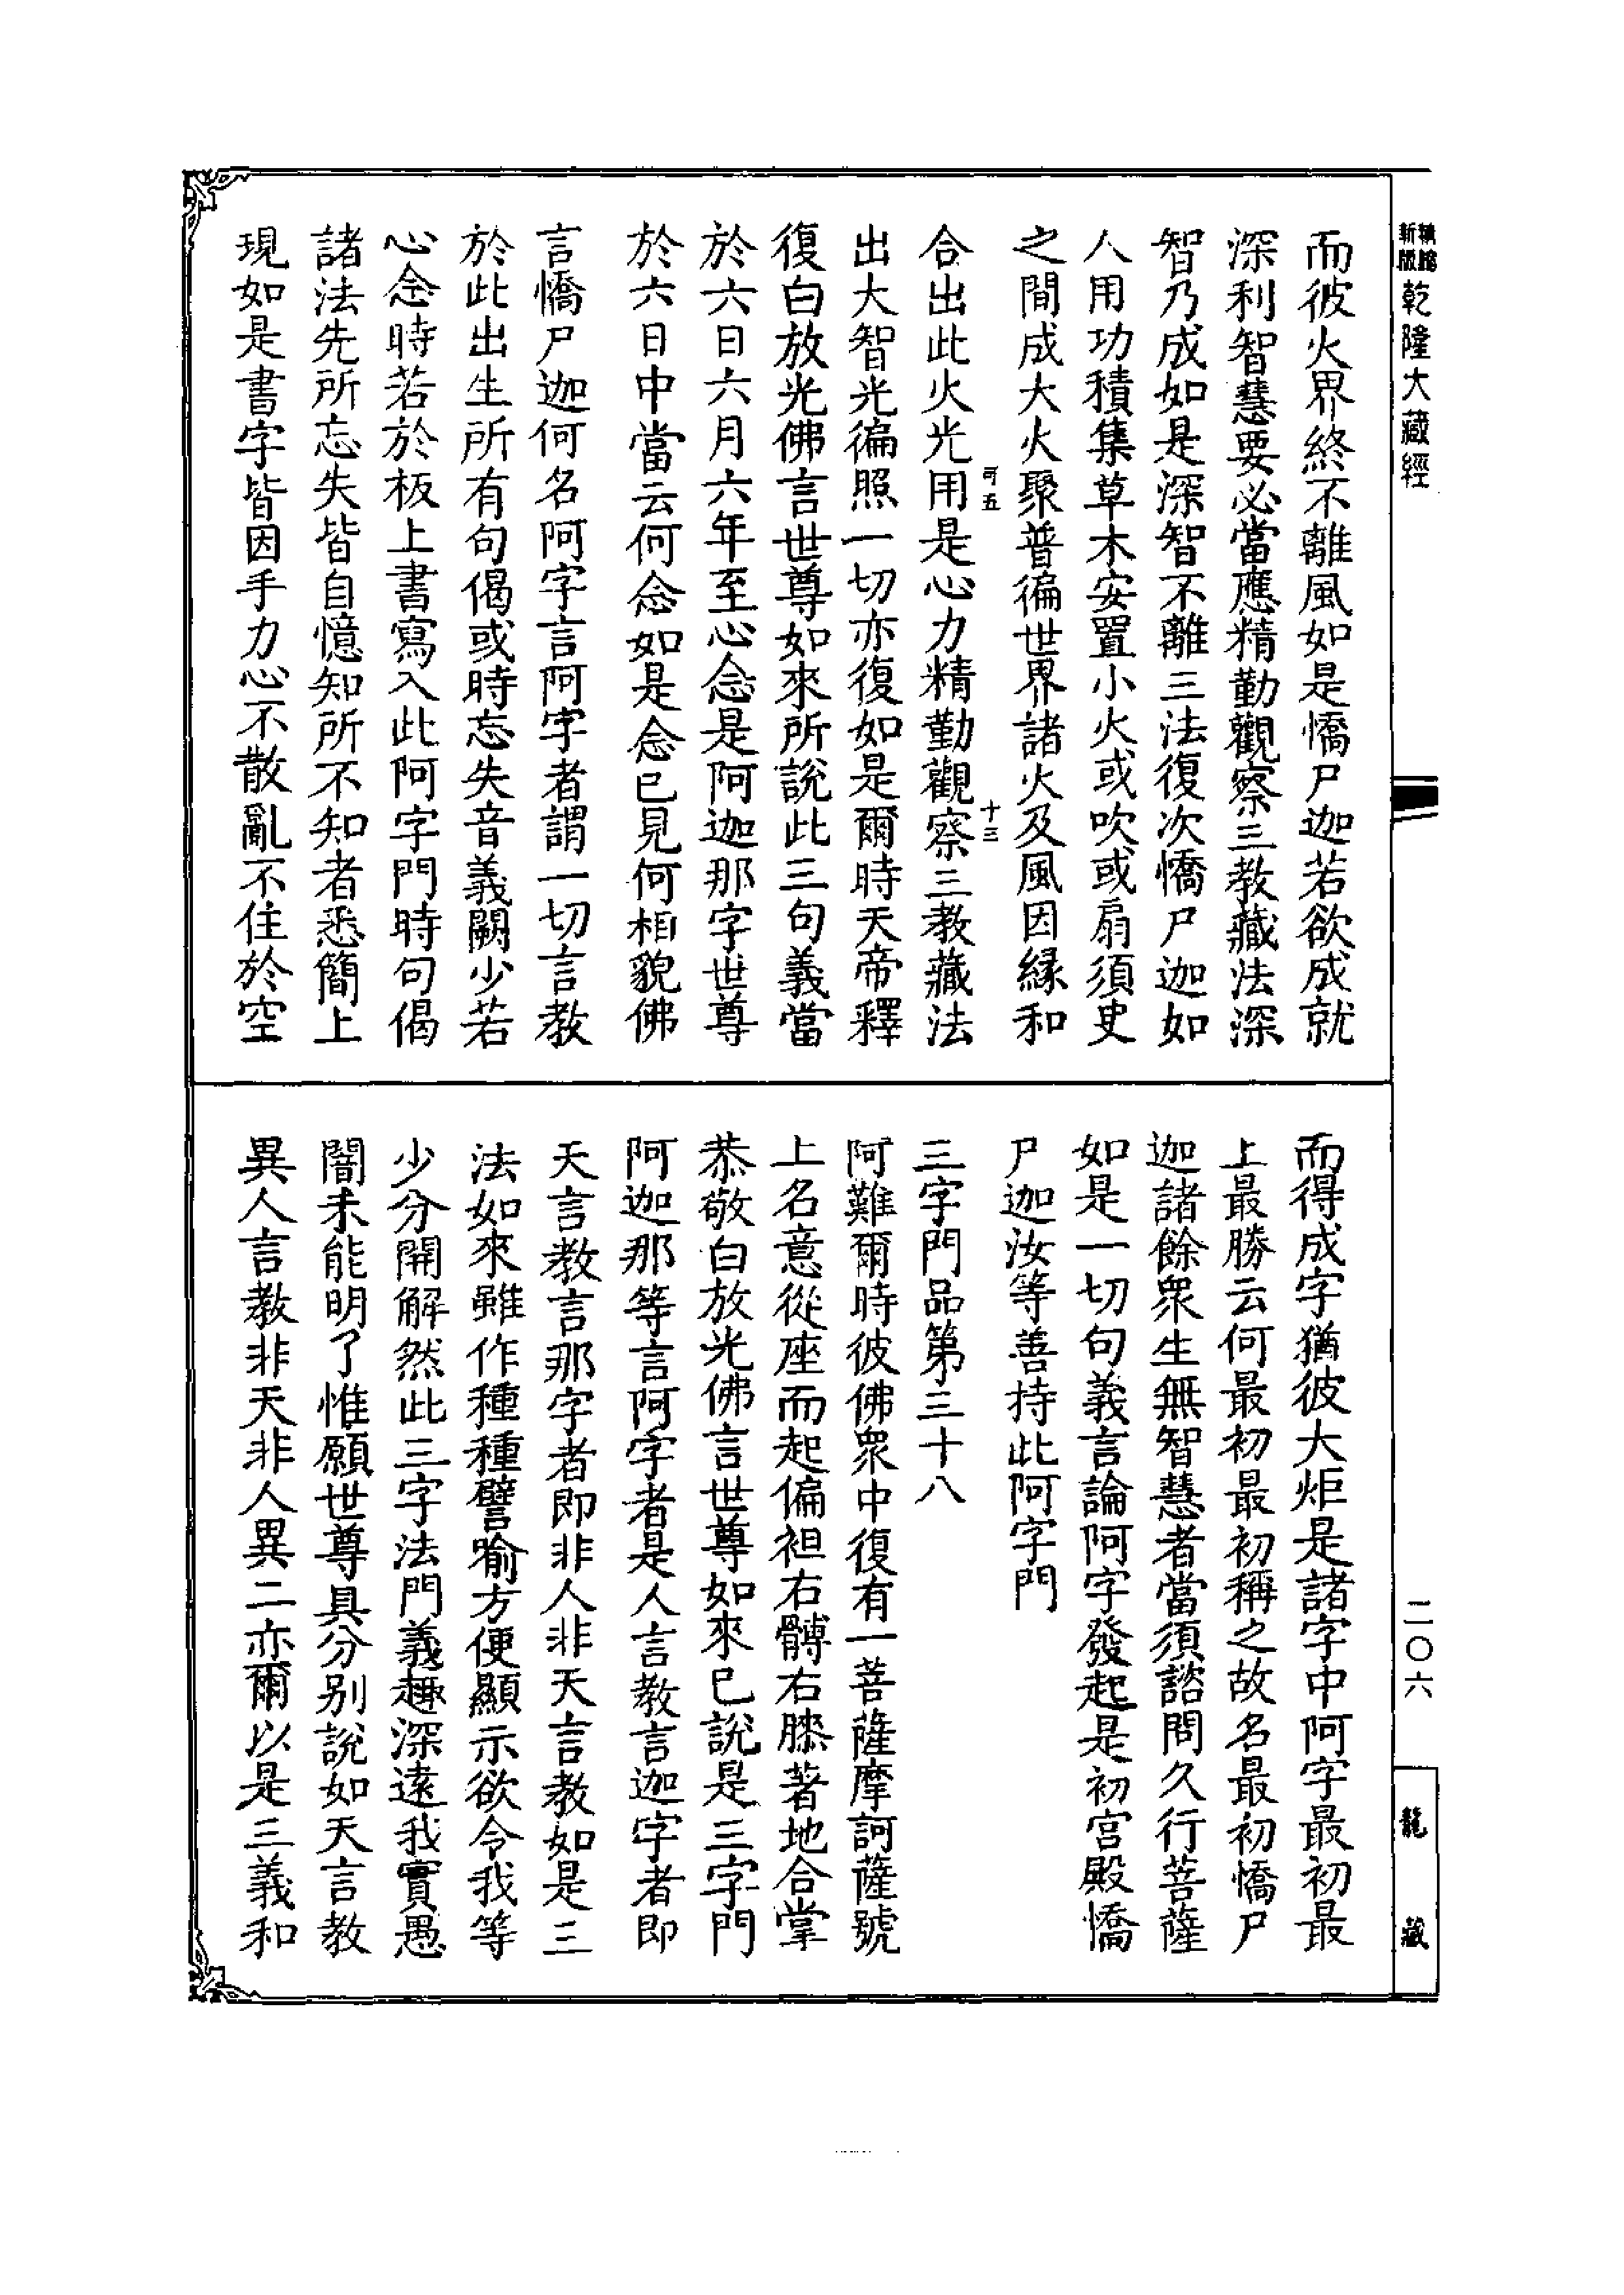 新版
乾隆大藏經
而彼火界終不離風如是憍尸迦若欲成就
深利智慧要必當應精勤觀察三教藏法深
智乃成如是深智不離三法復次憍尸迦如
人用功積集草木安置小火或吹或扇須臾
之間成大火聚普徧世界諸火及風因緣和
可五
十三
合出此火光用是心力精勤觀察三教藏法
出大智光徧照一切亦復如是爾時天帝釋
復白放光佛言世尊如來所說此三句義當
於六日六月六年至心念是阿迦那字世尊
於六日中當云何念如是念已見何相貌佛
言憍尸迦何名阿字言阿字者謂一切言教
於此出生所有句偈或時忘失音義闕少若
心念時若於板上書寫入此阿字門時句偈
諸法先所忘失皆自憶知所不知者悉簡上
現如是書字皆因手力心不散亂不住於空
而得成字猶彼大炬是諸字中阿字最初最
上最勝云何最初最初稱之故名最初憍尸
迦諸餘眾生無智慧者當須諮問久行菩薩
如是一切句義言論阿字發起是初宮殿憍
尸迦汝等善持此阿字門
三字門品第三十八
阿難爾時彼佛眾中復有一菩薩摩訶薩號
上名意從座而起偏袒右髆右膝著地合掌
恭敬白放光佛言世尊如來已說是三字門
阿迦那等言阿字者是人言教言迦字者即
天言教言那字者即非人非天言教如是三
法如來雖作種種譬喻方便顯示欲令我等
少分開解然此三字法門義趣深遠我實愚
闇未能明了惟願世尊具分別說如天言教
異人言教非天非人異二亦爾以是三義和
二〇六
龍藏